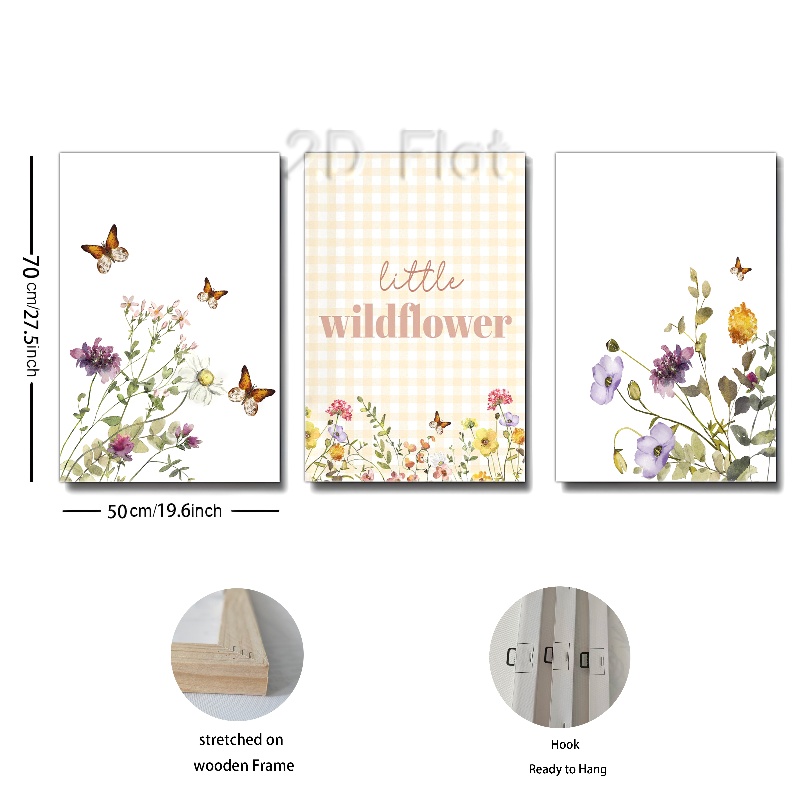 2D Flat
little
wildflower
70 cm/27.5inch
50 cm/19.6inch
stretched on
wooden Frame
Hook
Ready to Hang